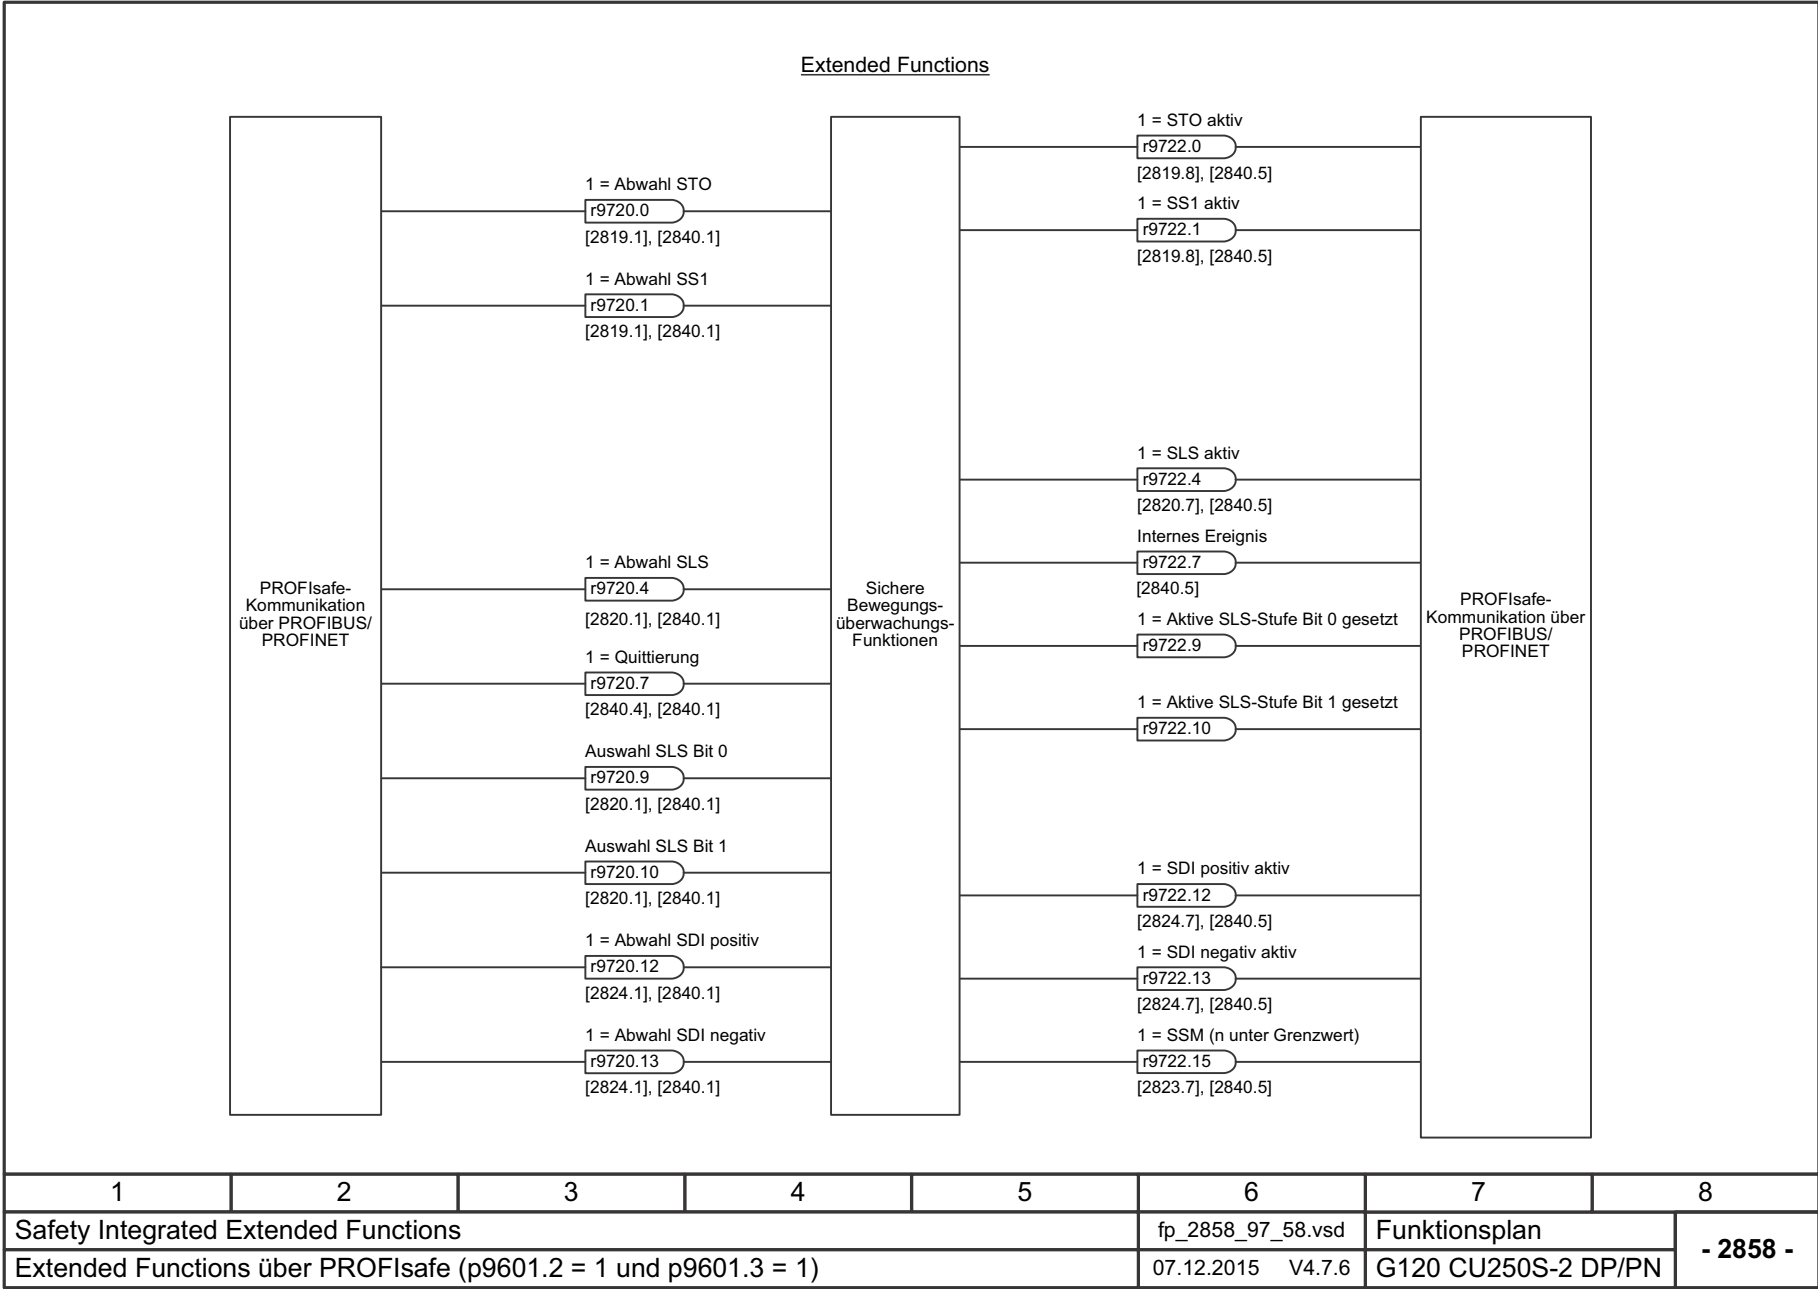 Extended Functions
PROFIsafe-
Kommunikation
über PROFIBUS/
PROFINET
1 = Abwahl STO
r9720.0
[2819.1], [2840.1]
1 = Abwahl SS1
r9720.1
[2819.1], [2840.1]
1 = Abwahl SLS
r9720.4
[2820.1], [2840.1]
1 = Quittierung
r9720.7
[2840.4], [2840.1]
Auswahl SLS Bit 0
r9720.9
[2820.1], [2840.1]
Auswahl SLS Bit 1
r9720.10
[2820.1], [2840.1]
1 = Abwahl SDI positiv
r9720.12
[2824.1], [2840.1]
1 = Abwahl SDI negativ
r9720.13
[2824.1], [2840.1]
Sichere
Bewegungs-
überwachungs-
Funktionen
1 = STO aktiv
r9722.0
[2819.8], [2840.5]
1 = SS1 aktiv
r9722.1
[2819.8], [2840.5]
1 = SLS aktiv
r9722.4
[2820.7], [2840.5]
Internes Ereignis
r9722.7
[2840.5]
1 = Aktive SLS-Stufe Bit 0 gesetzt
r9722.9
1 = Aktive SLS-Stufe Bit 1 gesetzt
r9722.10
1 = SDI positiv aktiv
r9722.12
[2824.7], [2840.5]
1 = SDI negativ aktiv
r9722.13
[2824.7], [2840.5]
1 = SSM (n unter Grenzwert)
r9722.15
[2823.7], [2840.5]
PROFIsafe-
Kommunikation über
PROFIBUS/
PROFINET
1 2 3 4 5 6 7 8
Safety Integrated Extended Functions
fp_2858_97_58.vsd
Funktionsplan
- 2858 -
Extended Functions über PROFIsafe (p9601.2 = 1 und p9601.3 = 1)
07.12.2015 V4.7.6
G120 CU250S-2 DP/PN